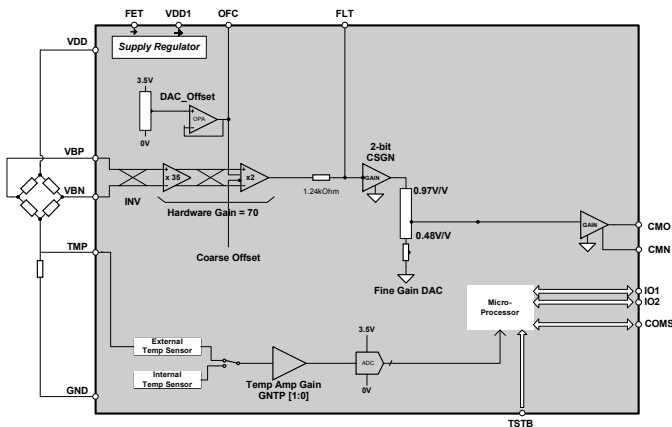 FET VDD1 OFC FLT
VDD
Supply Regulator
3.5V
DAC_Offset
OPA
0V
2-bit
CSGN
VBP
x 35
x2
GAIN
1.24kOhm
0.97V/V
VBN
INV
Hardware Gain = 70
GAIN
CMO
0.48V/V
CMN
TMP
Coarse Offset
Fine Gain DAC
IO1
Micro-
Processor
IO2
COMS
External
Temp Sensor
3.5V
ADC
Internal
Temp Sensor
Temp Amp Gain
GNTP [1:0]
0V
GND
TSTB